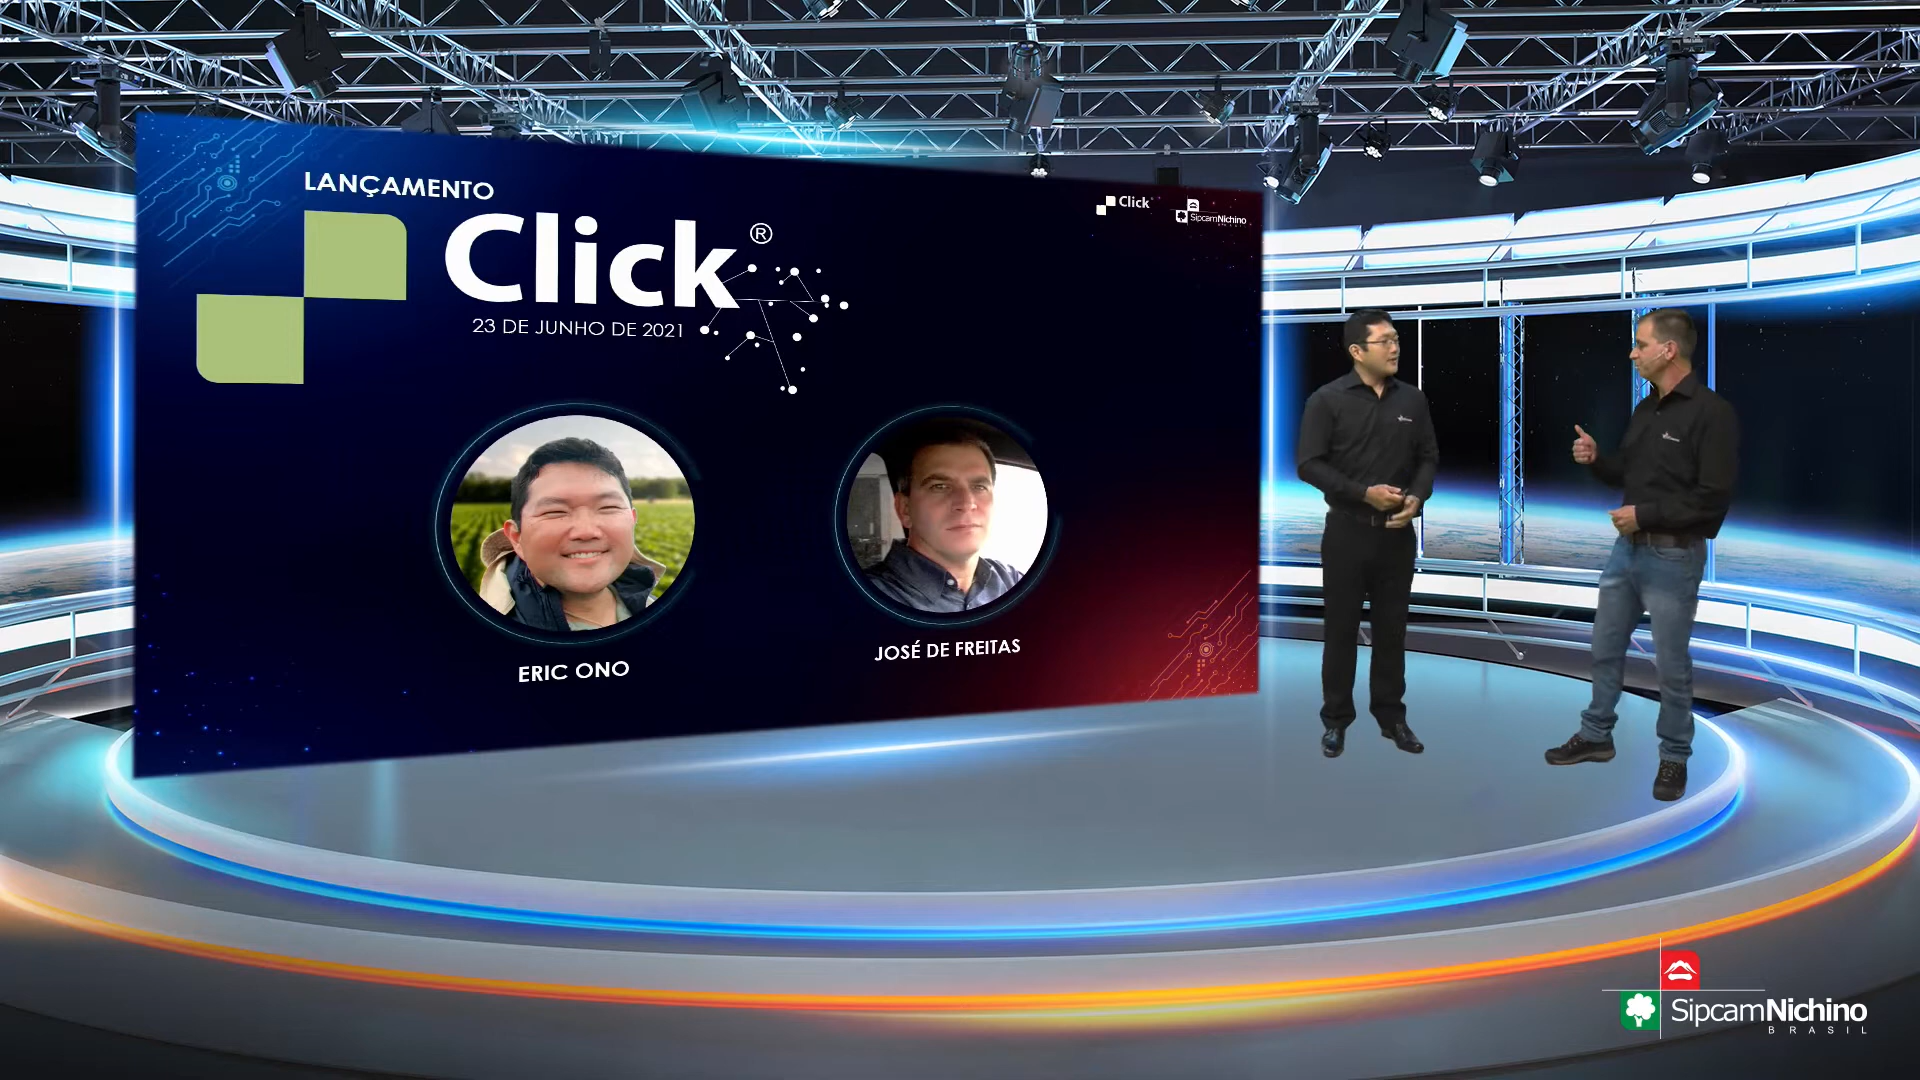 LANÇAMENTO
Click®
23 DE JUNHO DE 2021
Click
SipcamNichino
ERIC ONO
JOSÉ DE FREITAS
SipcamNichino
BRASIL